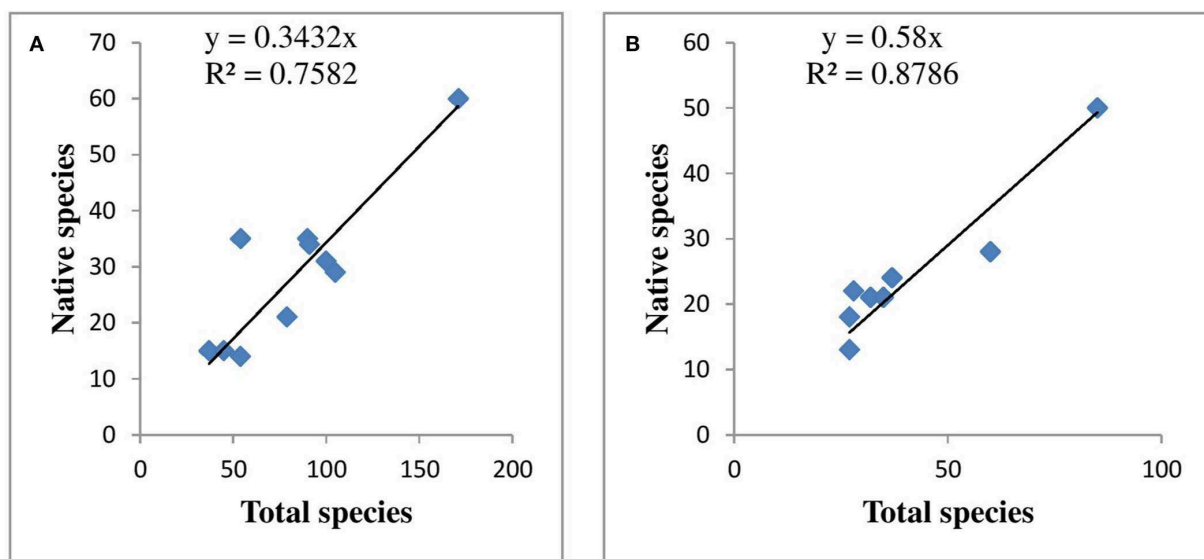 A
y = 0.3432x
R² = 0.7582
70
60
50
40
30
20
10
0
Native species
0 50 100 150 200
Total species
B
y = 0.58x
R² = 0.8786
60
50
40
30
20
10
0
Native species
0 50 100
Total species